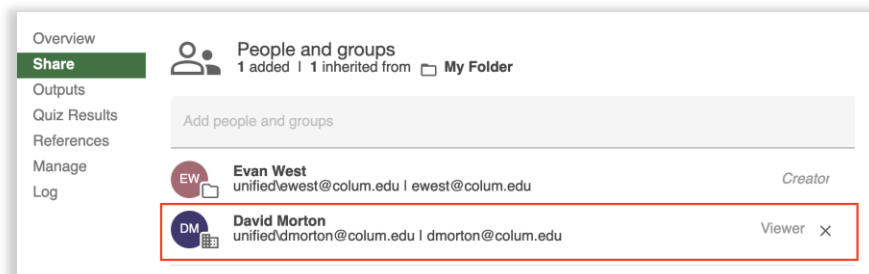 Overview
Share
Outputs
Quiz Results
References
Manage
Log
People and groups
1 added | 1 inherited from My Folder
Add people and groups
EW
Evan West
unified\ewest@colum.edu | ewest@colum.edu
Creator
DM
David Morton
unified\dmorton@colum.edu | dmorton@colum.edu
Viewer